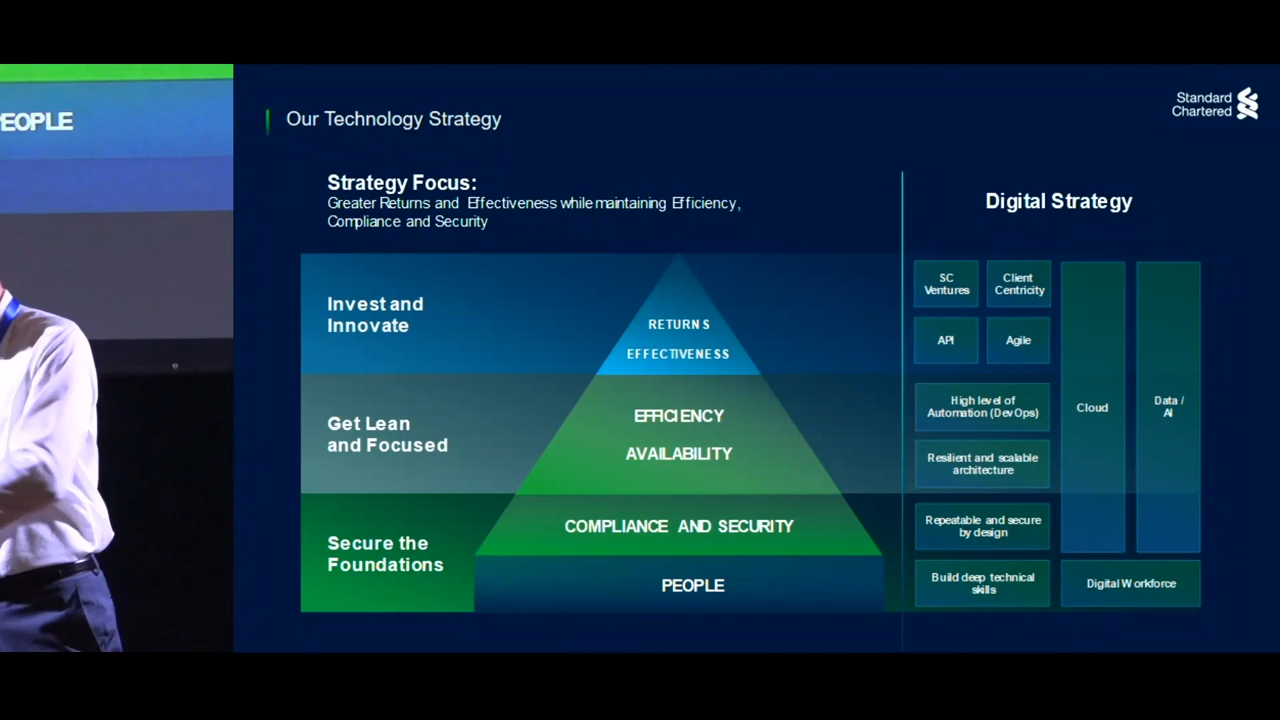 EOPLE
Standard
Chartered
Our Technology Strategy
Strategy Focus:
Greater Returns and Effectiveness while maintaining Efficiency,
Compliance and Security
Digital Strategy
Invest and
Innovate
RETURNS
EFFECTIVENESS
SC
Ventures
Client
Centricity
API
Agile
Get Lean
and Focused
EFFICIENCY
AVAILABILITY
High level of
Automation (DevOps)
Resilient and scalable
architecture
Cloud
Data /
AI
Secure the
Foundations
COMPLIANCE AND SECURITY
PEOPLE
Repeatable and secure
by design
Build deep technical
skills
Digital Workforce